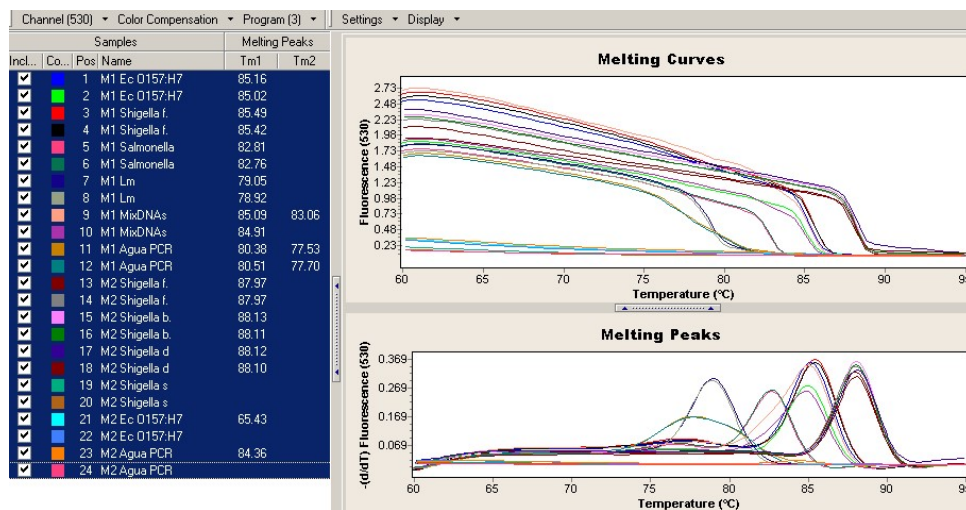 Channel (530) Color Compensation Program (3) Settings Display
Samples Melting Peaks
Incl... Co... Pos Name Tm1 Tm2
1 M1 Ec O157:H7 85.16
2 M1 Ec O157:H7 85.02
3 M1 Shigella f. 85.49
4 M1 Shigella f. 85.42
5 M1 Salmonella 82.81
6 M1 Salmonella 82.76
7 M1 Lm 79.05
8 M1 Lm 78.92
9 M1 MixDNAs 85.09 83.06
10 M1 MixDNAs 84.91
11 M1 Agua PCR 80.38 77.53
12 M1 Agua PCR 80.51 77.70
13 M2 Shigella f. 87.97
14 M2 Shigella f. 87.97
15 M2 Shigella b. 88.13
16 M2 Shigella b. 88.11
17 M2 Shigella d 88.12
18 M2 Shigella d 88.10
19 M2 Shigella s
20 M2 Shigella s
21 M2 Ec O157:H7 65.43
22 M2 Ec O157:H7
23 M2 Agua PCR 84.36
24 M2 Agua PCR
Melting Curves
Fluorescence (530)
2.73
2.48
2.23
1.98
1.73
1.48
1.23
0.98
0.73
0.48
0.23
60 65 70 75 80 85 90 95
Temperature (°C)
Melting Peaks
-(d/dT) Fluorescence (530)
0.369
0.269
0.169
0.069
60 65 70 75 80 85 90 95
Temperature (°C)